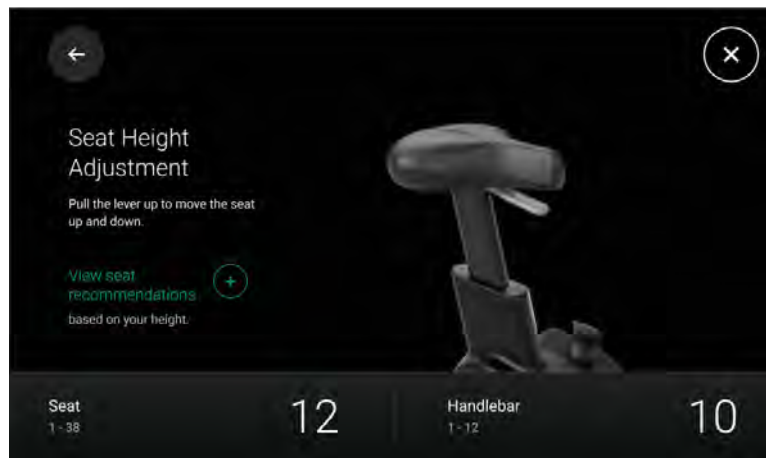 Seat Height
Adjustment
Pull the lever up to move the seat
up and down.
View seat
recommendations
based on your height.
Seat
1 - 38
12
Handlebar
1 - 12
10